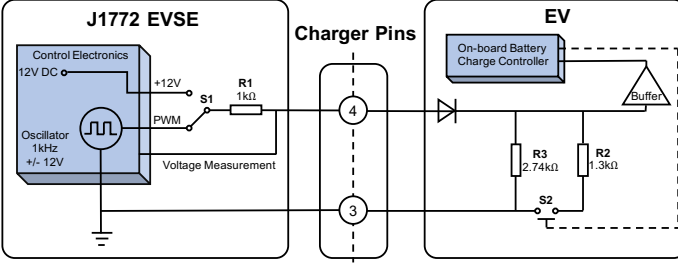 J1772 EVSE
Charger Pins
EV
Control Electronics
12V DC
+12V
S1
R1
1kΩ
PWM
Oscillator
1kHz
+/- 12V
Voltage Measurement
4
3
On-board Battery
Charge Controller
Buffer
R3
2.74kΩ
R2
1.3kΩ
S2